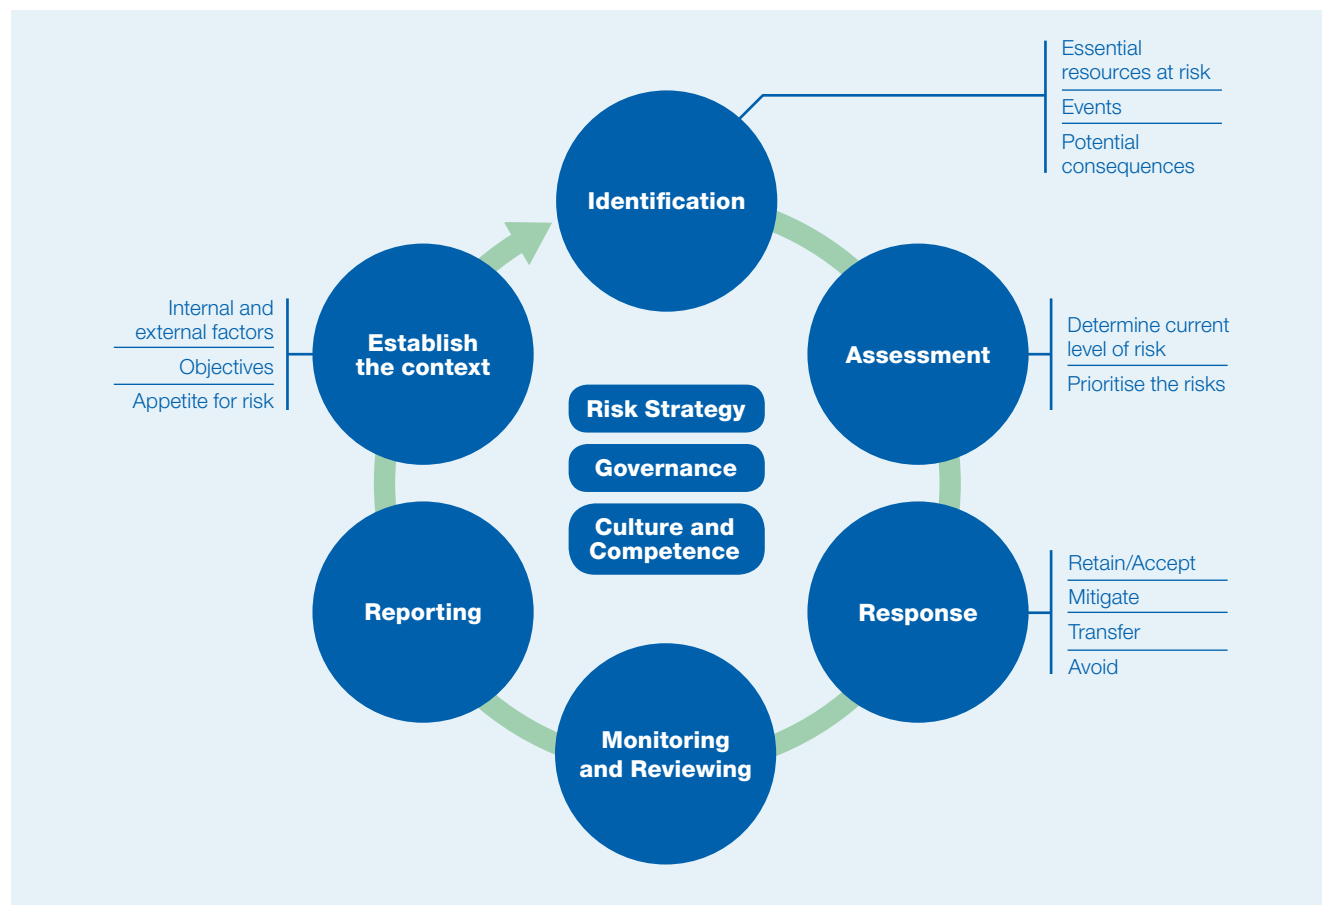 Essential
resources at risk
Events
Potential
consequences
Identification
Internal and
external factors
Objectives
Appetite for risk
Establish
the context
Assessment
Determine current
level of risk
Prioritise the risks
Risk Strategy
Governance
Culture and
Competence
Reporting
Response
Retain/Accept
Mitigate
Transfer
Avoid
Monitoring
and Reviewing